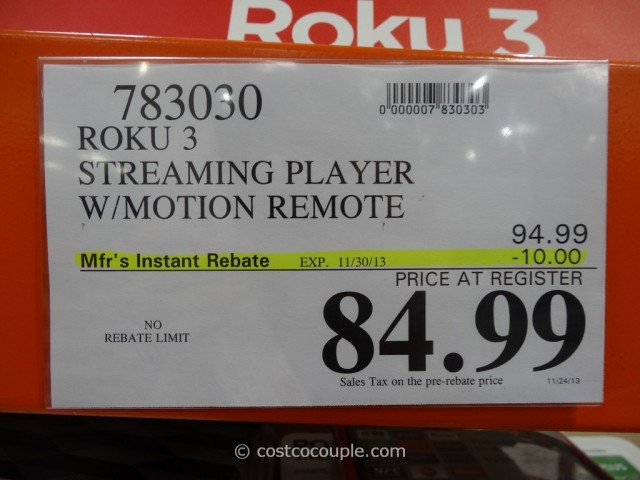 Roku 3
783030
0 000007 830303
ROKU 3
STREAMING PLAYER
W/MOTION REMOTE
94.99
Mfr's Instant Rebate EXP. 11/30/13 -10.00
PRICE AT REGISTER
84.99
NO
REBATE LIMIT
Sales Tax on the pre-rebate price
11/24/13
© costcocouple.com